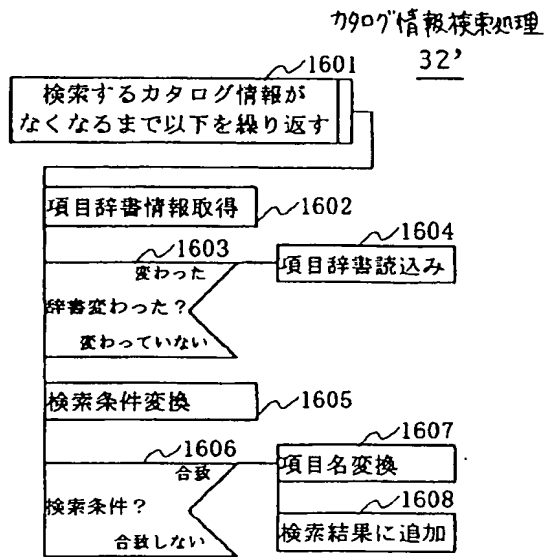 カタログ情報検索処理
32'
1601
検索するカタログ情報が
なくなるまで以下を繰り返す
項目辞書情報取得
1602
1603
変わった
辞書変わった?
変わっていない
1604
項目辞書読込み
検索条件変換
1605
1606
合致
検索条件?
合致しない
1607
項目名変換
1608
検索結果に追加